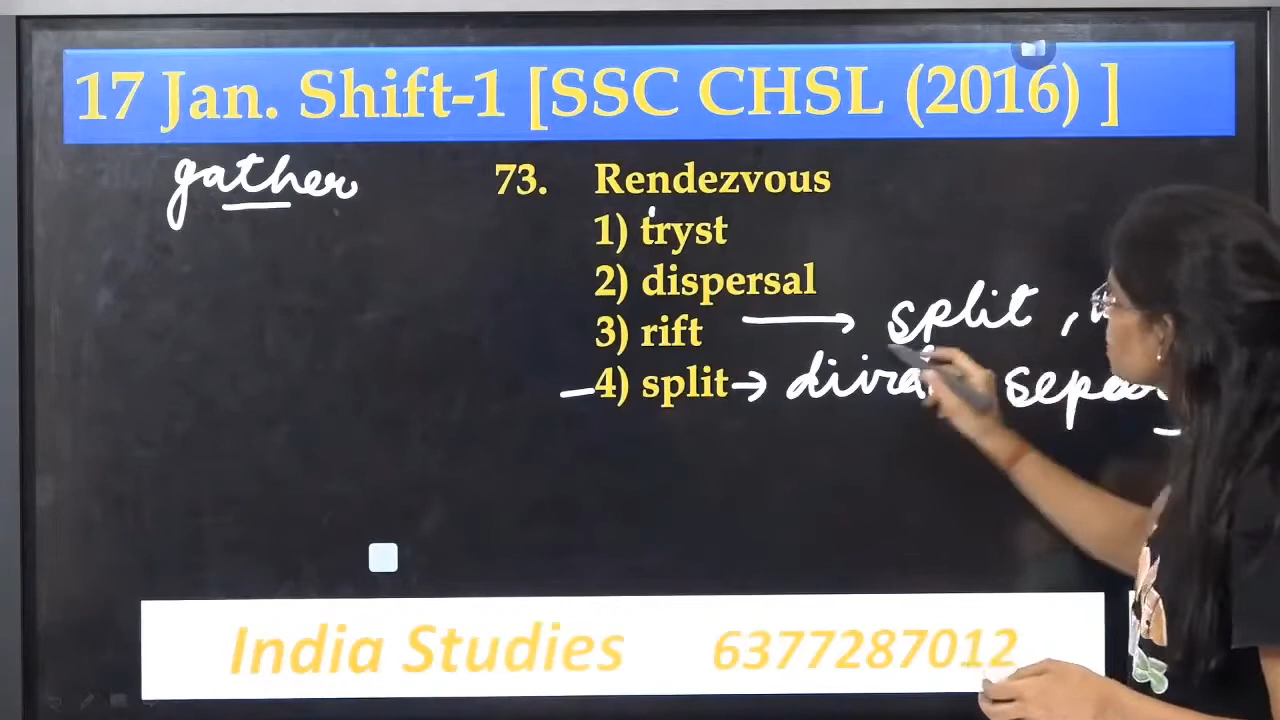 17 Jan. Shift-1 [SSC CHSL (2016) ]
gather
73. Rendezvous
1) tryst
2) dispersal
3) rift → split ,
4) split →
India Studies 6377287012